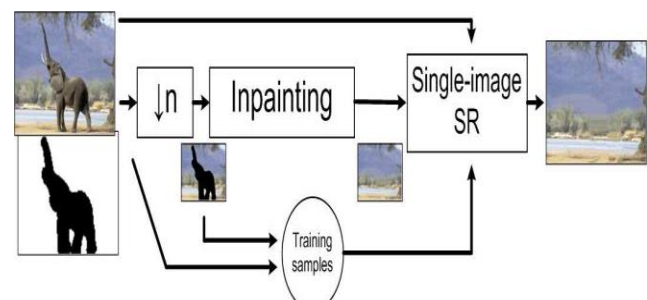 ↓n
Inpainting
Single-image
SR
Training
samples